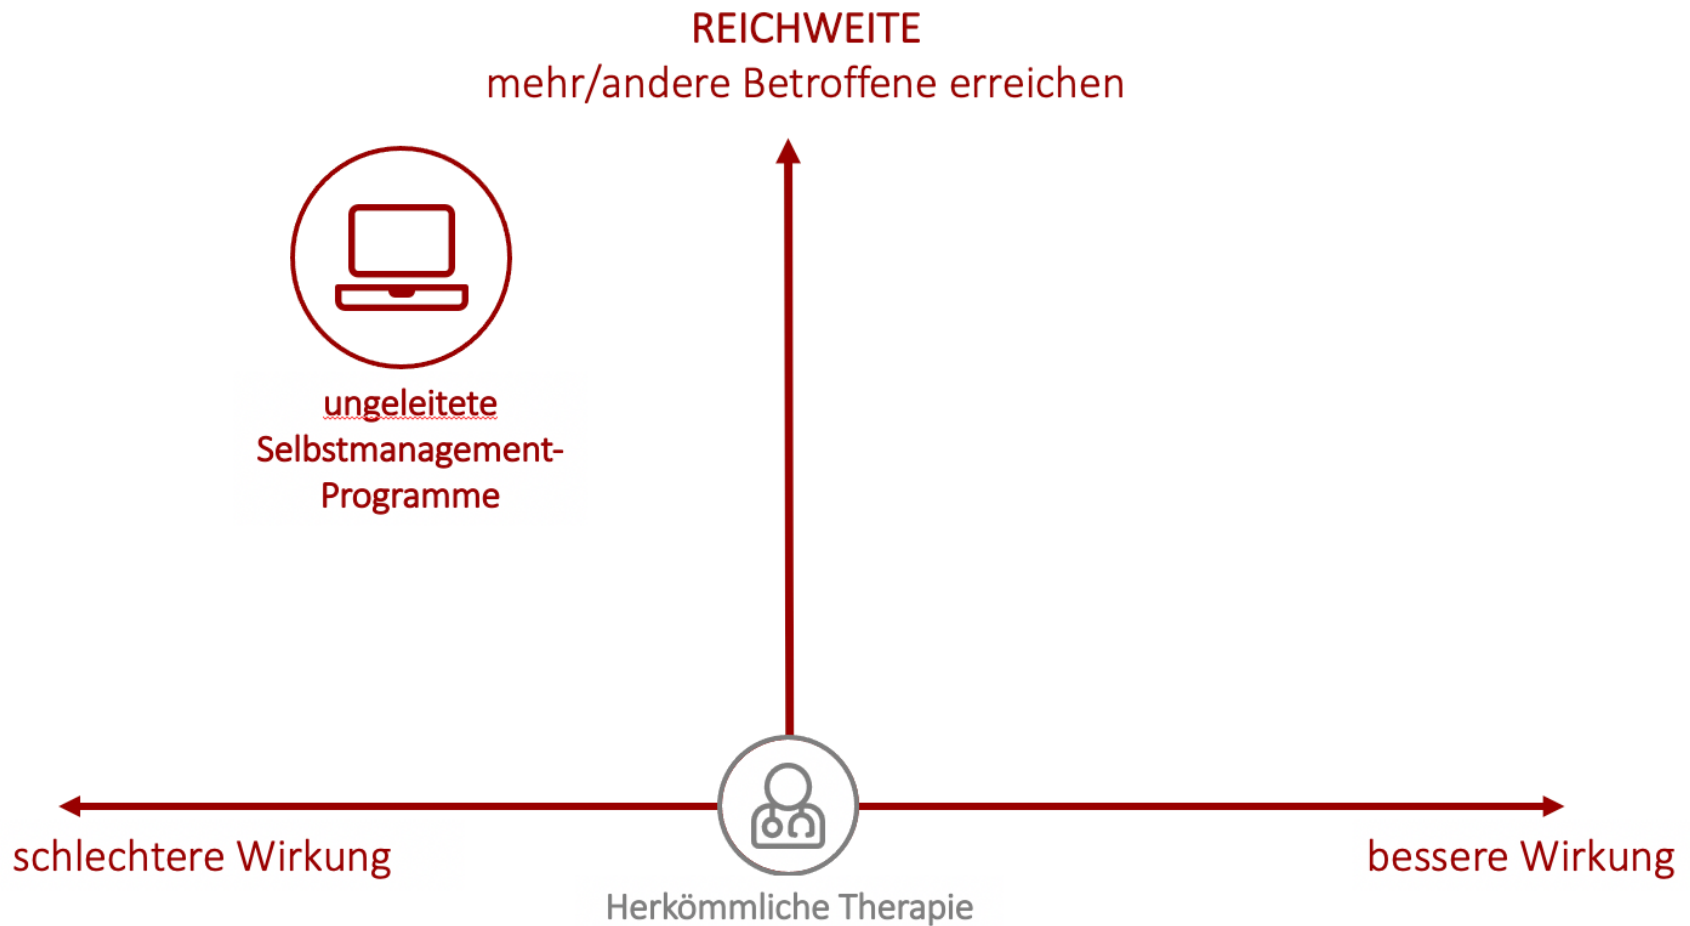 REICHWEITE
mehr/andere Betroffene erreichen
ungeleitete
Selbstmanagement-
Programme
schlechtere Wirkung
bessere Wirkung
Herkömmliche Therapie